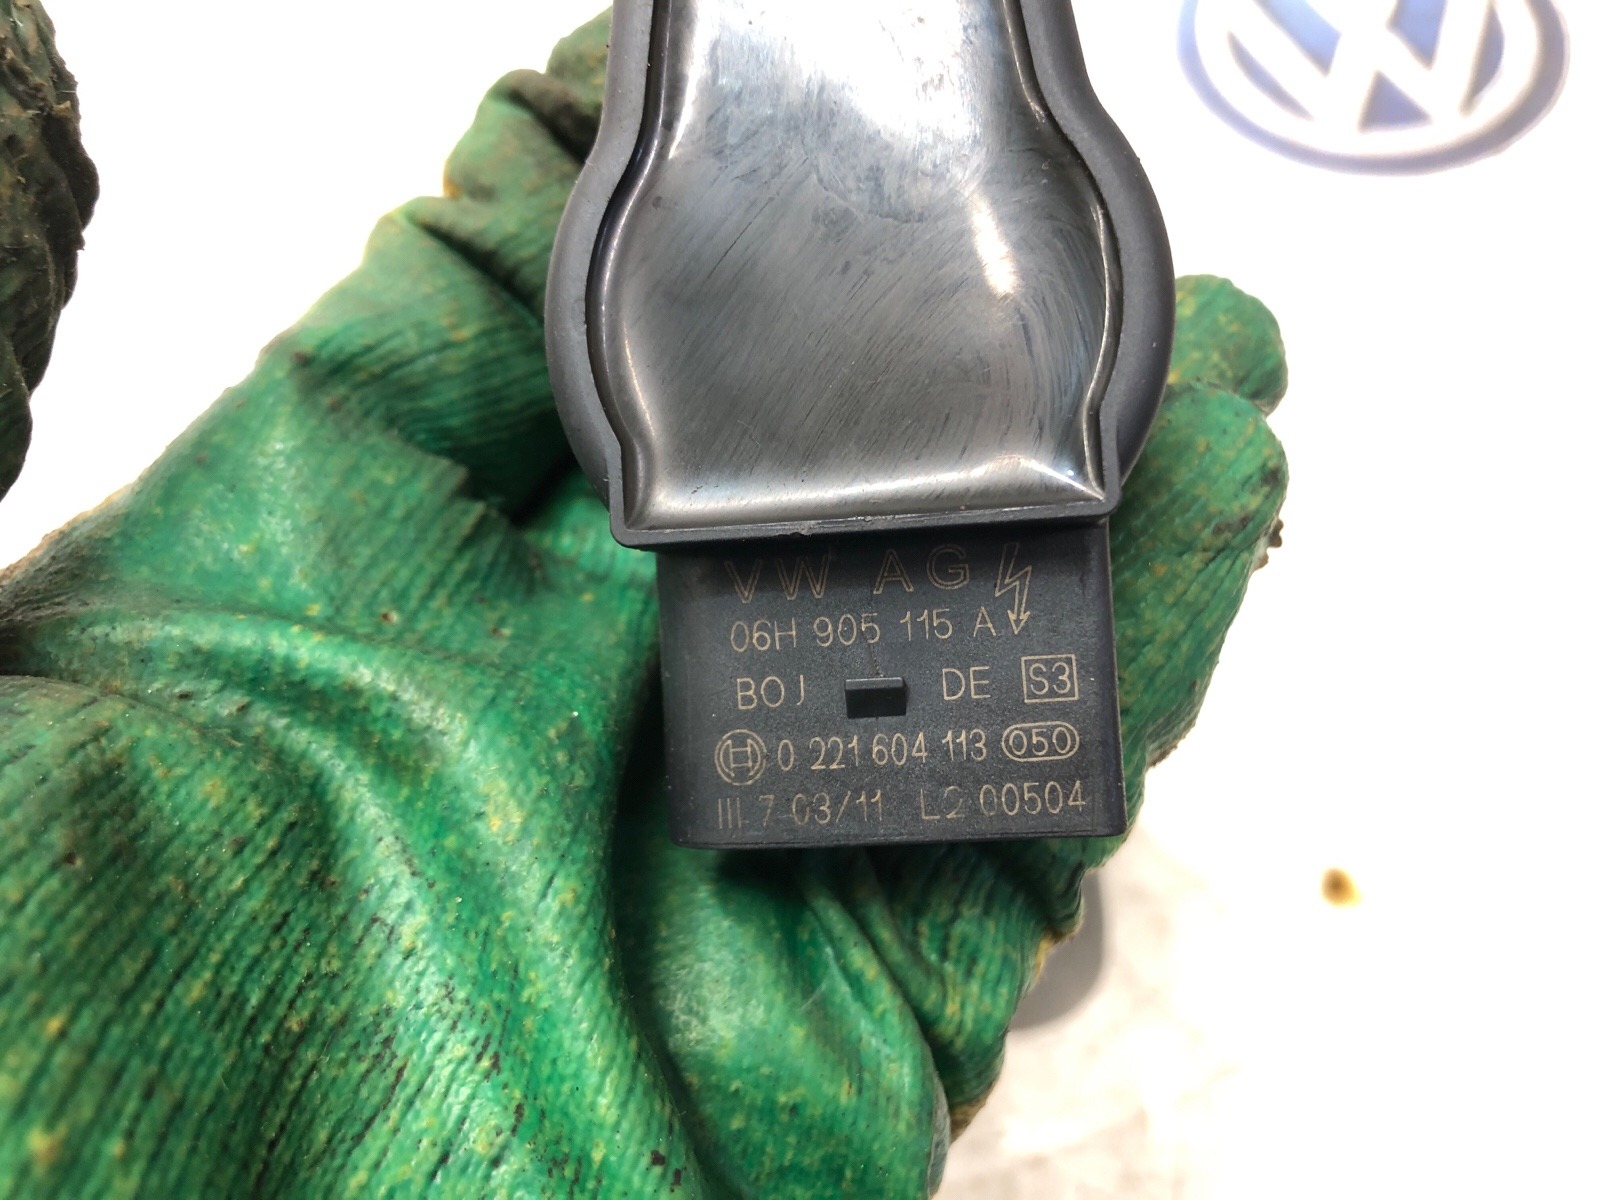 VW
VW AG
06H 905 115 A
BOJ DE S3
H 0 221 604 113 050
III 7 03/11 L2 00504